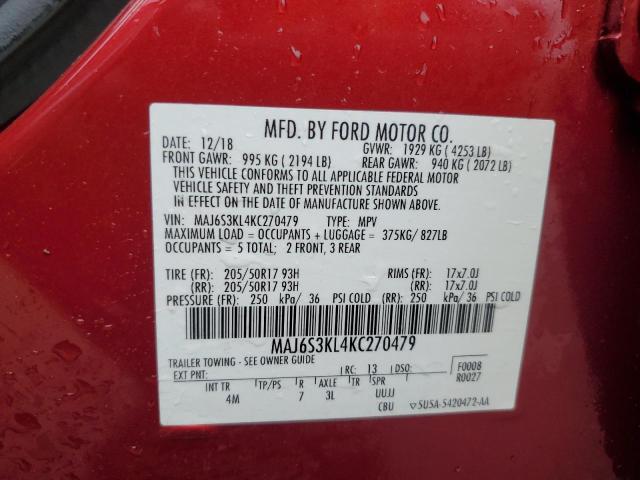 MFD. BY FORD MOTOR CO.
DATE: 12/18 GVWR: 1929 KG ( 4253 LB)
FRONT GAWR: 995 KG ( 2194 LB) REAR GAWR: 940 KG ( 2072 LB)
THIS VEHICLE CONFORMS TO ALL APPLICABLE FEDERAL MOTOR
VEHICLE SAFETY AND THEFT PREVENTION STANDARDS
IN EFFECT ON THE DATE OF MANUFACTURE SHOWN ABOVE.
VIN: MAJ6S3KL4KC270479 TYPE: MPV
MAXIMUM LOAD = OCCUPANTS + LUGGAGE = 375KG/ 827LB
OCCUPANTS = 5 TOTAL; 2 FRONT, 3 REAR
TIRE (FR): 205/50R17 93H RIMS (FR): 17x7.0J
(RR): 205/50R17 93H (RR): 17x7.0J
PRESSURE (FR): 250 kPa/ 36 PSI COLD (RR): 250 kPa/ 36 PSI COLD
MAJ6S3KL4KC270479
TRAILER TOWING - SEE OWNER GUIDE
EXT PNT: RC: 13 DSO: F0008
R0027
INT TR TP/PS R AXLE TR SPR
4M 7 3L UUJJ
CBU 5U5A-5420472-AA